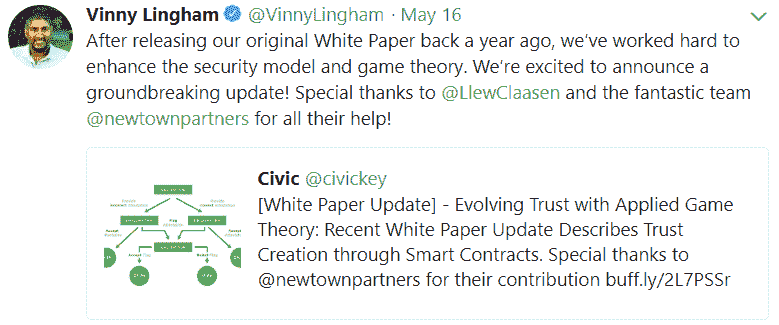 Vinny Lingham @VinnyLingham · May 16
After releasing our original White Paper back a year ago, we've worked hard to
enhance the security model and game theory. We're excited to announce a
groundbreaking update! Special thanks to @LlewClaasen and the fantastic team
@newtownpartners for all their help!
Civic @civickey
[White Paper Update] - Evolving Trust with Applied Game
Theory: Recent White Paper Update Describes Trust
Creation through Smart Contracts. Special thanks to
@newtownpartners for their contribution buff.ly/2L7PSSr